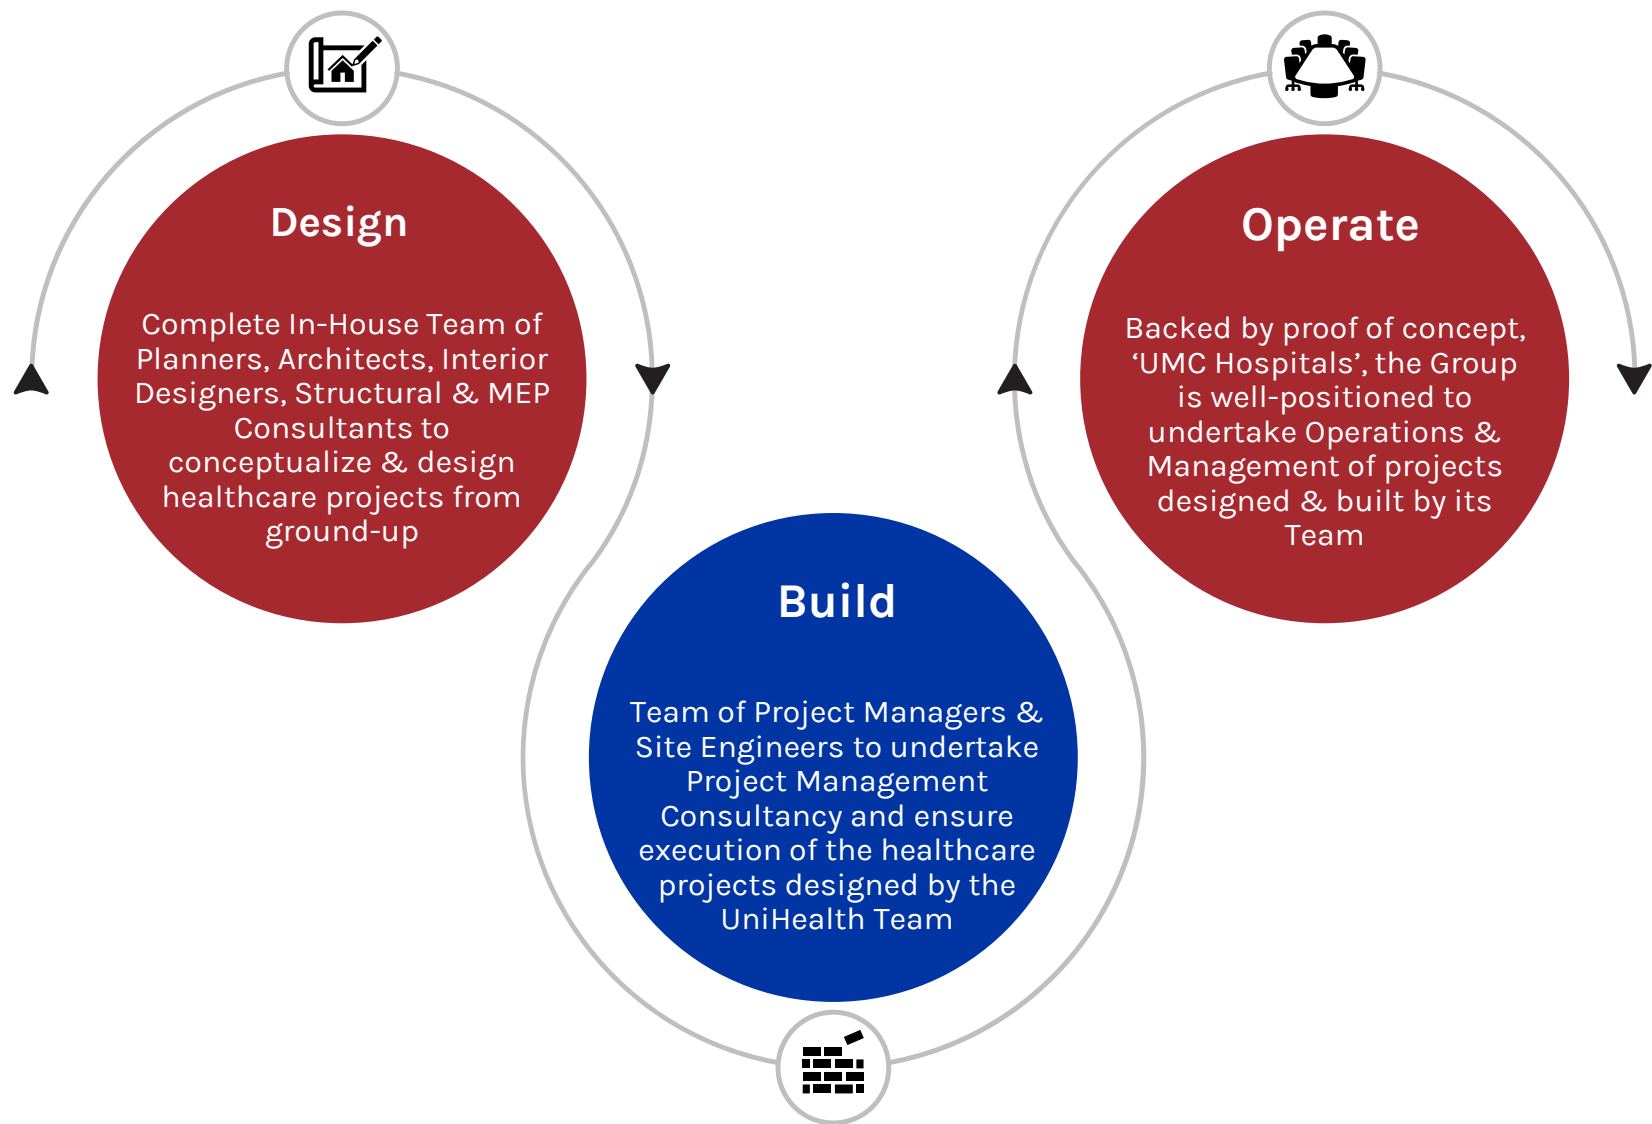 Design
Complete In-House Team of
Planners, Architects, Interior
Designers, Structural & MEP
Consultants to
conceptualize & design
healthcare projects from
ground-up
Build
Team of Project Managers &
Site Engineers to undertake
Project Management
Consultancy and ensure
execution of the healthcare
projects designed by the
UniHealth Team
Operate
Backed by proof of concept,
‘UMC Hospitals’, the Group
is well-positioned to
undertake Operations &
Management of projects
designed & built by its
Team